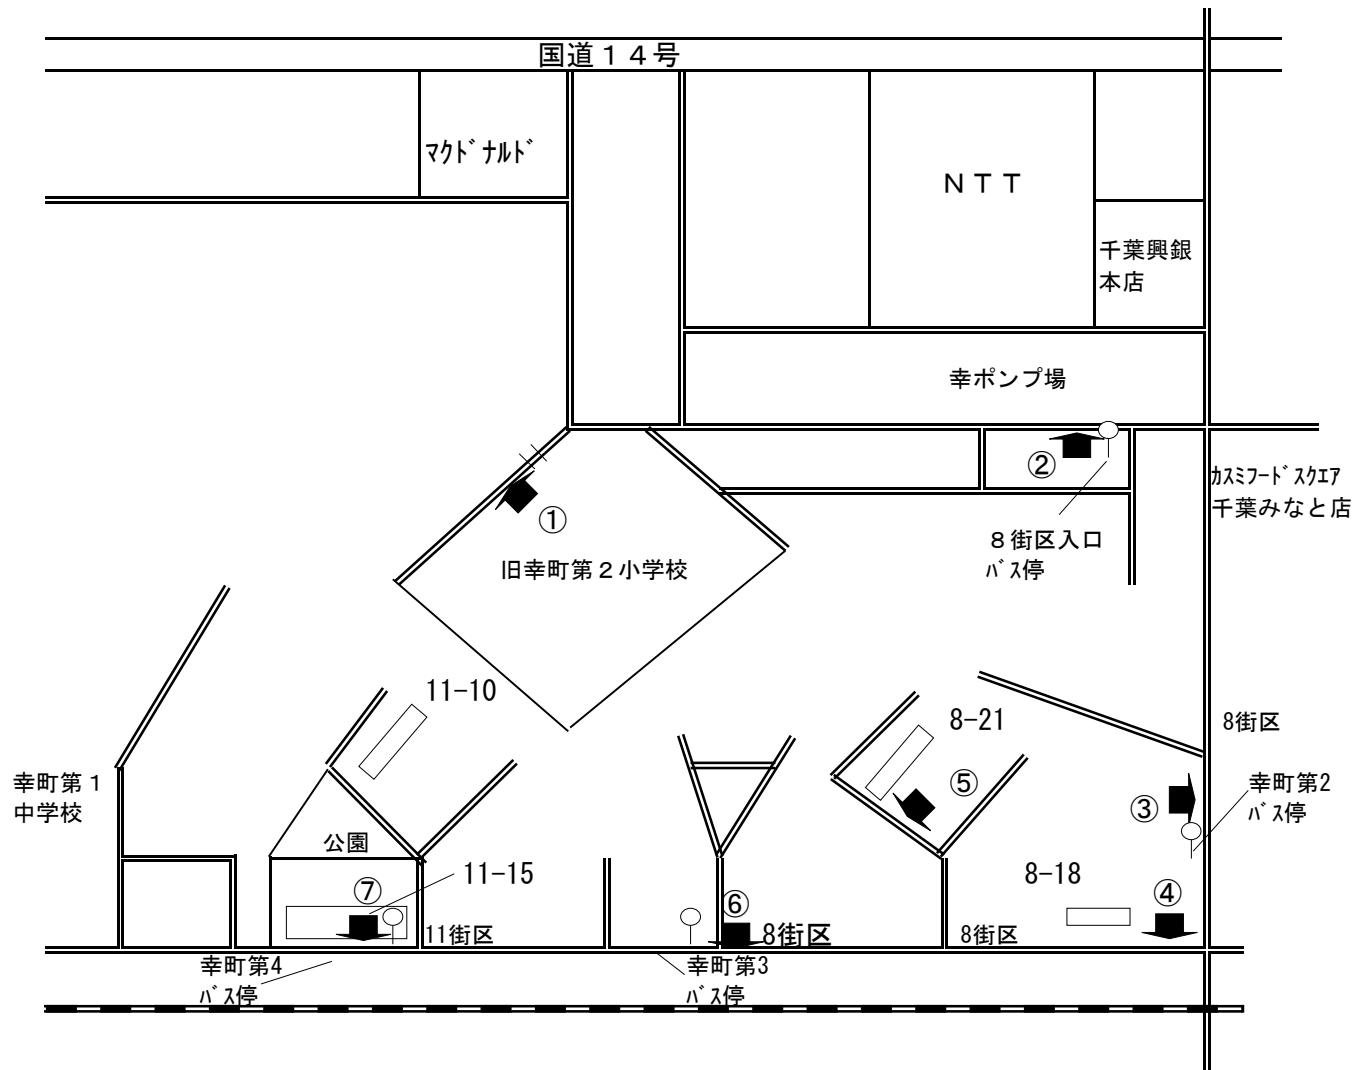 国道１４号
ﾏｸﾄﾞﾅﾙﾄﾞ
ＮＴＴ
千葉興銀
本店
幸ポンプ場
②
ｶｽﾐﾌｰﾄﾞｽｸｴｱ
千葉みなと店
①
８街区入口
ﾊﾞｽ停
旧幸町第２小学校
11-10
8-21
8街区
幸町第１
中学校
⑤
③
幸町第2
ﾊﾞｽ停
公園
11-15
8-18
⑦
⑥
④
11街区
8街区
8街区
幸町第4
ﾊﾞｽ停
幸町第3
ﾊﾞｽ停